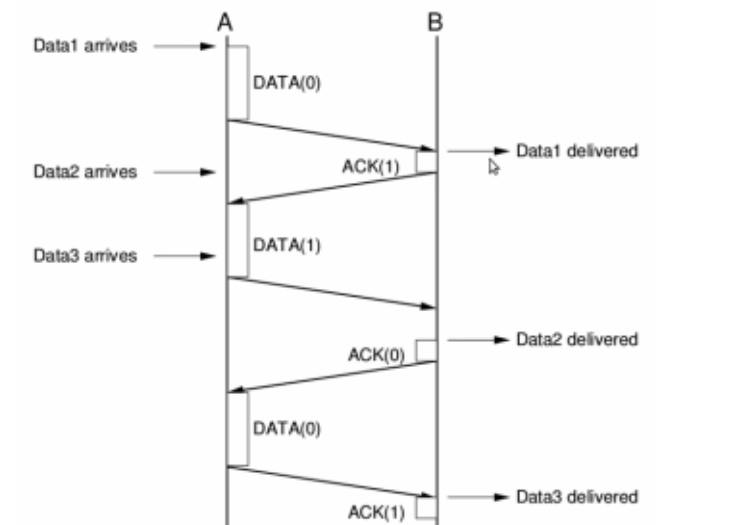 A B
Data1 arrives
DATA(0)
Data1 delivered
ACK(1)
Data2 arrives
DATA(1)
Data3 arrives
Data2 delivered
ACK(0)
DATA(0)
Data3 delivered
ACK(1)